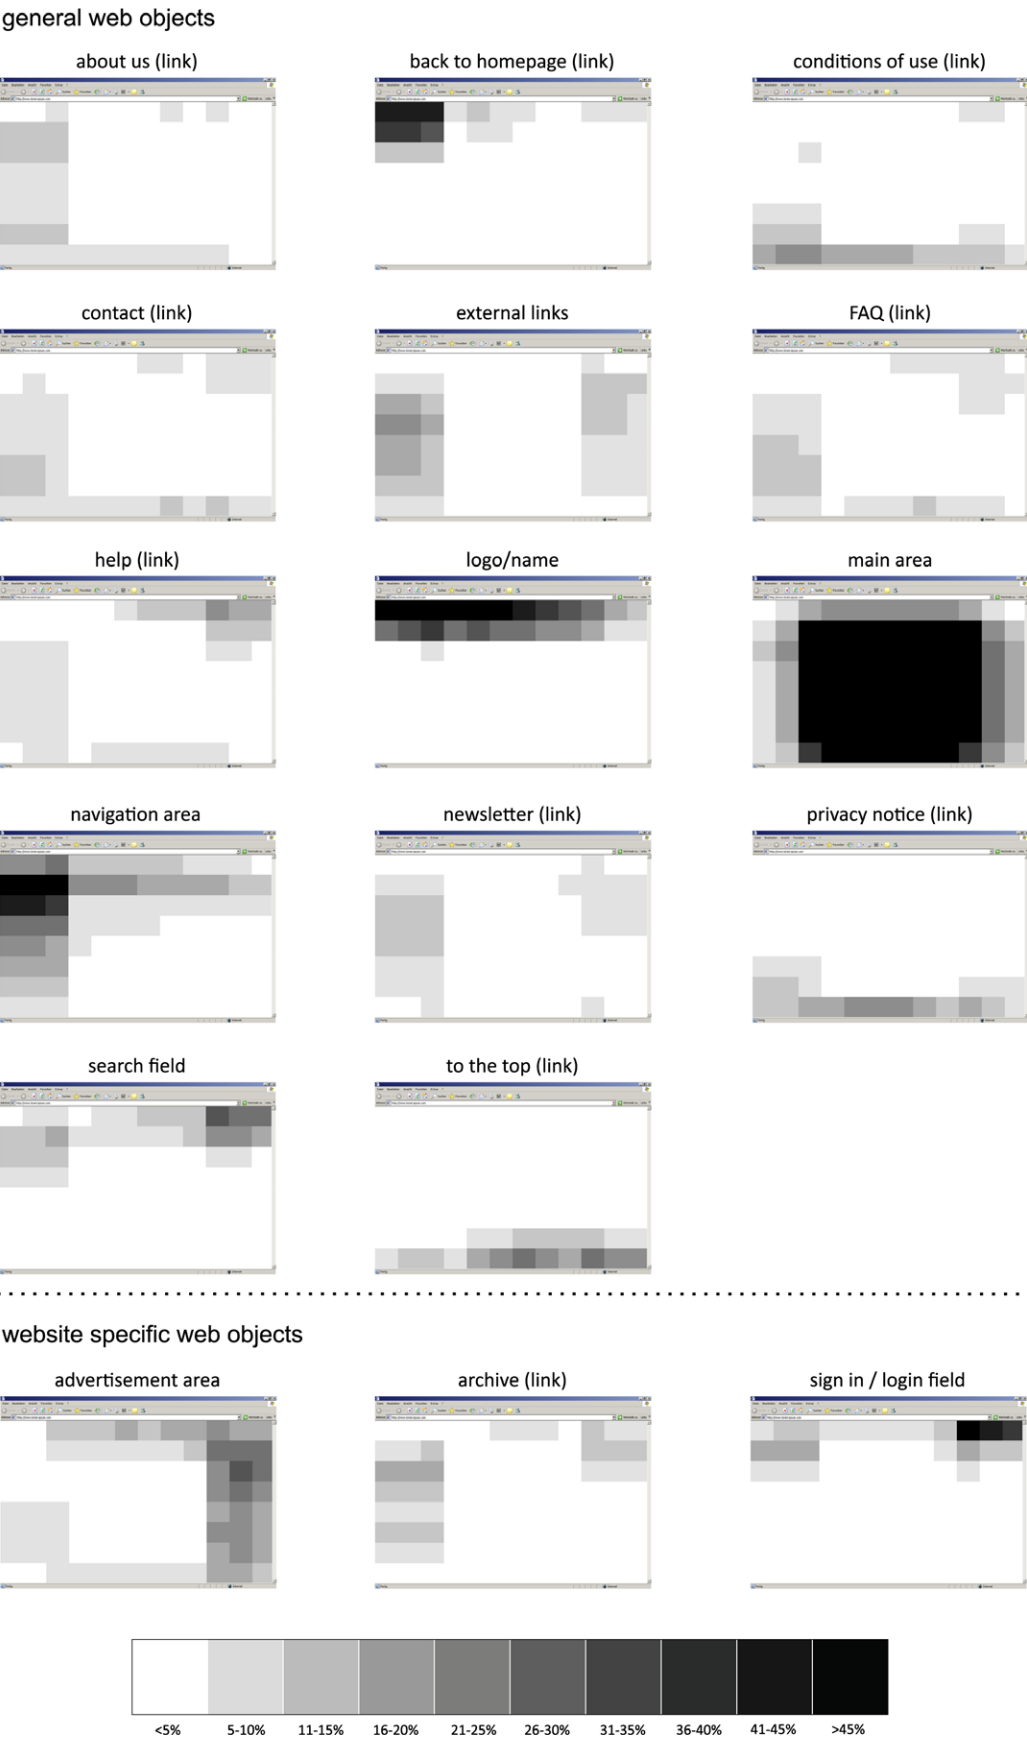 general web objects
about us (link)
back to homepage (link)
conditions of use (link)
contact (link)
external links
FAQ (link)
help (link)
logo/name
main area
navigation area
newsletter (link)
privacy notice (link)
search field
to the top (link)
website specific web objects
advertisement area
archive (link)
sign in / login field
<5%
5-10%
11-15%
16-20%
21-25%
26-30%
31-35%
36-40%
41-45%
>45%